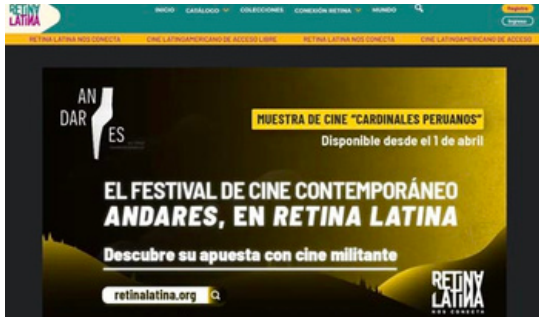 RETINA LATINA
INICIO CATÁLOGO COLECCIONES CONEXIÓN RETINA MUNDO
Registro
Ingreso
RETINA LATINA NOS CONECTA CINE LATINOAMERICANO DE ACCESO LIBRE RETINA LATINA NOS CONECTA CINE LATINOAMERICANO DE ACCESO
AN
DAR
ES
MUESTRA DE CINE "CARDINALES PERUANOS"
Disponible desde el 1 de abril
EL FESTIVAL DE CINE CONTEMPORÁNEO
ANDARES, EN RETINA LATINA
Descubre su apuesta con cine militante
retinalatina.org
RETINA
LATINA
NOS CONECTA